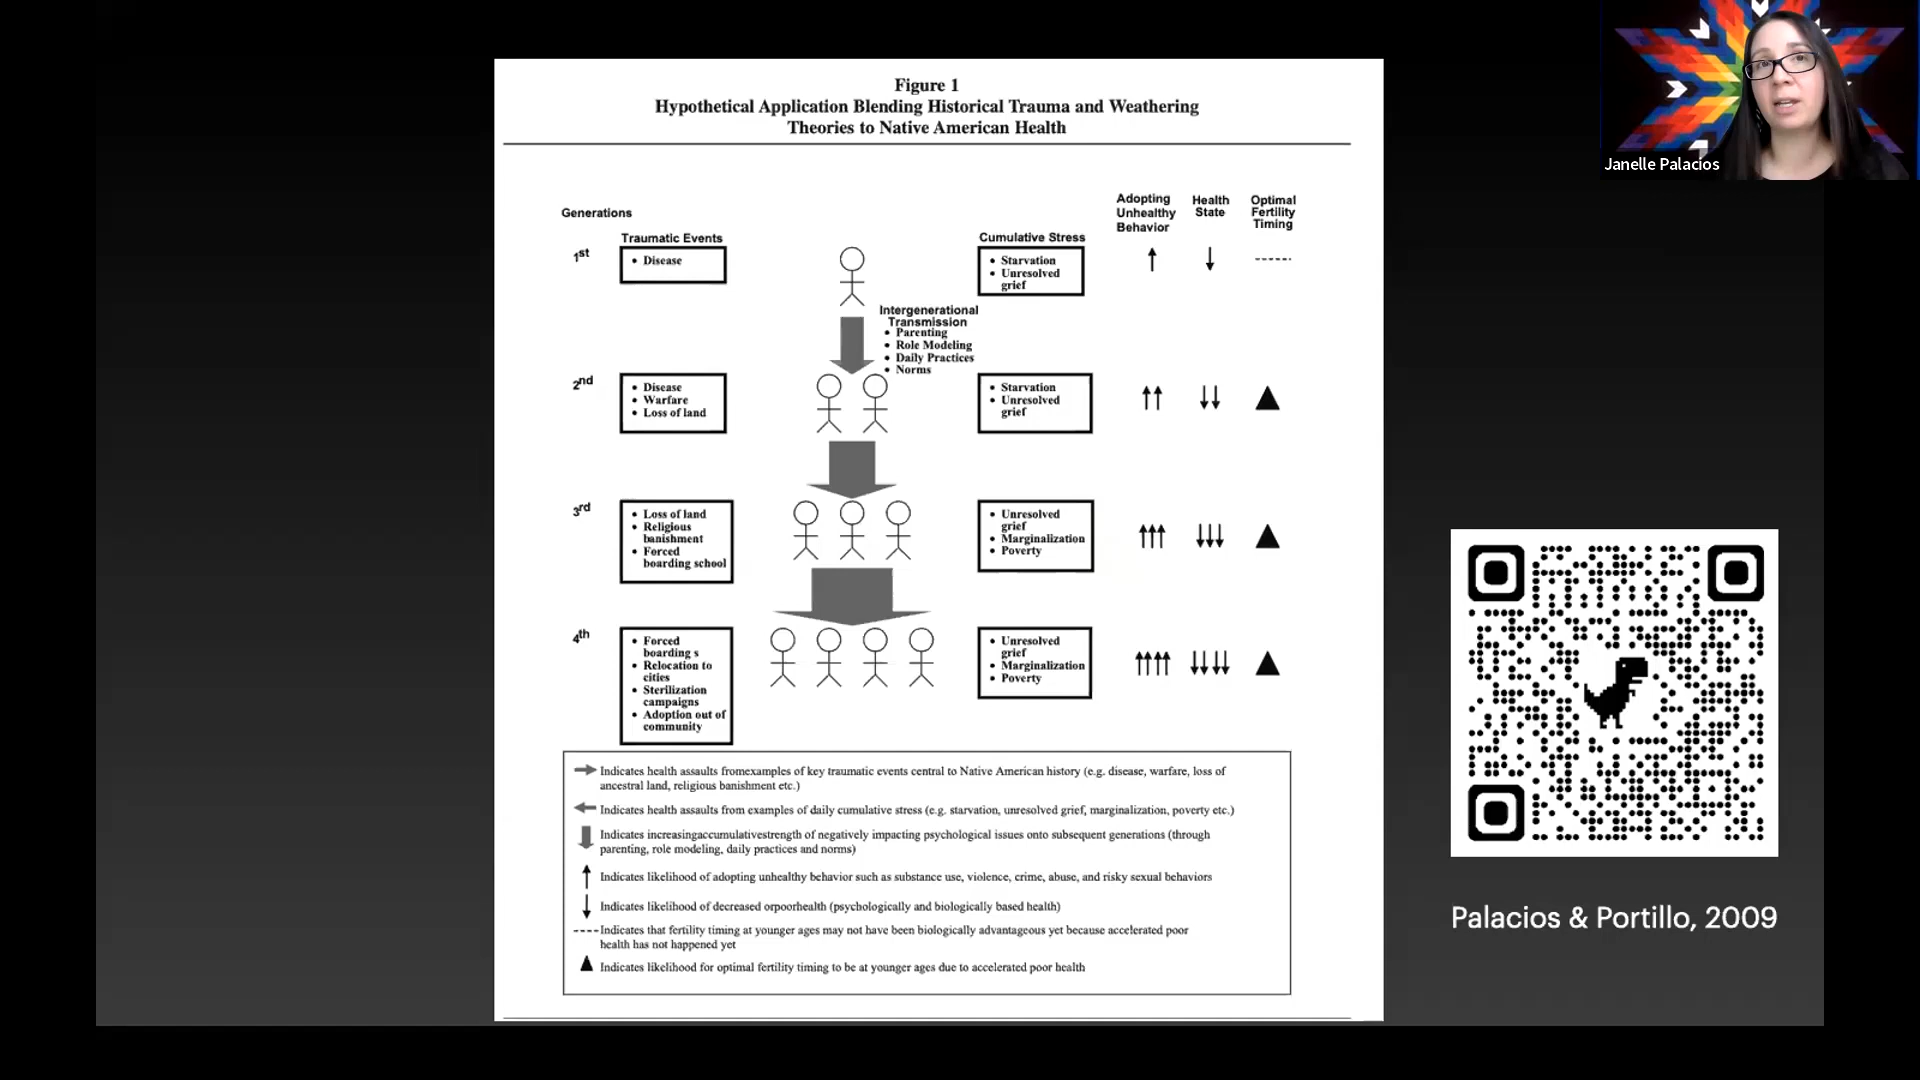 Figure 1
Hypothetical Application Blending Historical Trauma and Weathering
Theories to Native American Health
Janelle Palacios
Generations
Traumatic Events
Cumulative Stress
Adopting
Unhealthy
Behavior
Health
State
Optimal
Fertility
Timing
1st
• Disease
• Starvation
• Unresolved
grief
Intergenerational
Transmission
• Parenting
• Role Modeling
• Daily Practices
• Norms
2nd
• Disease
• Warfare
• Loss of land
• Starvation
• Unresolved
grief
3rd
• Loss of land
• Religious
banishment
• Forced
boarding school
• Unresolved
grief
• Marginalization
• Poverty
4th
• Forced
boarding s
• Relocation to
cities
• Sterilization
campaigns
• Adoption out of
community
• Unresolved
grief
• Marginalization
• Poverty
Indicates health assaults fromexamples of key traumatic events central to Native American history (e.g. disease, warfare, loss of
ancestral land, religious banishment etc.)
Indicates health assaults from examples of daily cumulative stress (e.g. starvation, unresolved grief, marginalization, poverty etc.)
Indicates increasingaccumulativestrength of negatively impacting psychological issues onto subsequent generations (through
parenting, role modeling, daily practices and norms)
Indicates likelihood of adopting unhealthy behavior such as substance use, violence, crime, abuse, and risky sexual behaviors
Indicates likelihood of decreased orpoorhealth (psychologically and biologically based health)
Indicates that fertility timing at younger ages may not have been biologically advantageous yet because accelerated poor
health has not happened yet
Indicates likelihood for optimal fertility timing to be at younger ages due to accelerated poor health
Palacios & Portillo, 2009